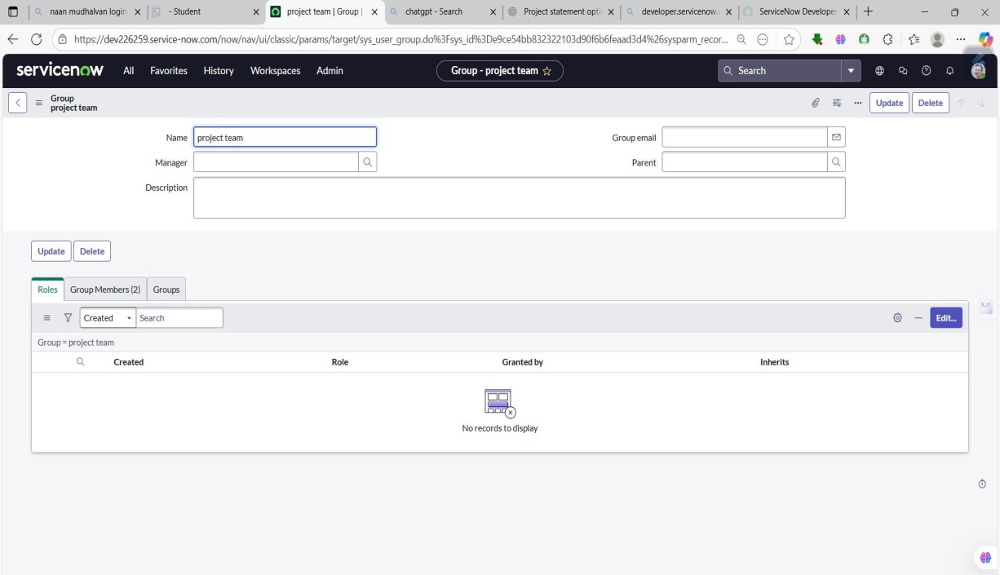 naan mudhalvan login
- Student
project team | Group |
chatgpt - Search
Project statement opti
developer.servicenow.
ServiceNow Developer
https://dev226259.service-now.com/now/nav/ui/classic/params/target/sys_user_group.do%3Fsys_id%3De9ce54bb832322103d90f6b6feaad3d4%26sysparm_recor...
servicenow
All
Favorites
History
Workspaces
Admin
Group - project team
Search
Group
project team
Update
Delete
Name
project team
Group email
Manager
Parent
Description
Update
Delete
Roles
Group Members (2)
Groups
Created
Search
Edit...
Group = project team
Created
Role
Granted by
Inherits
No records to display